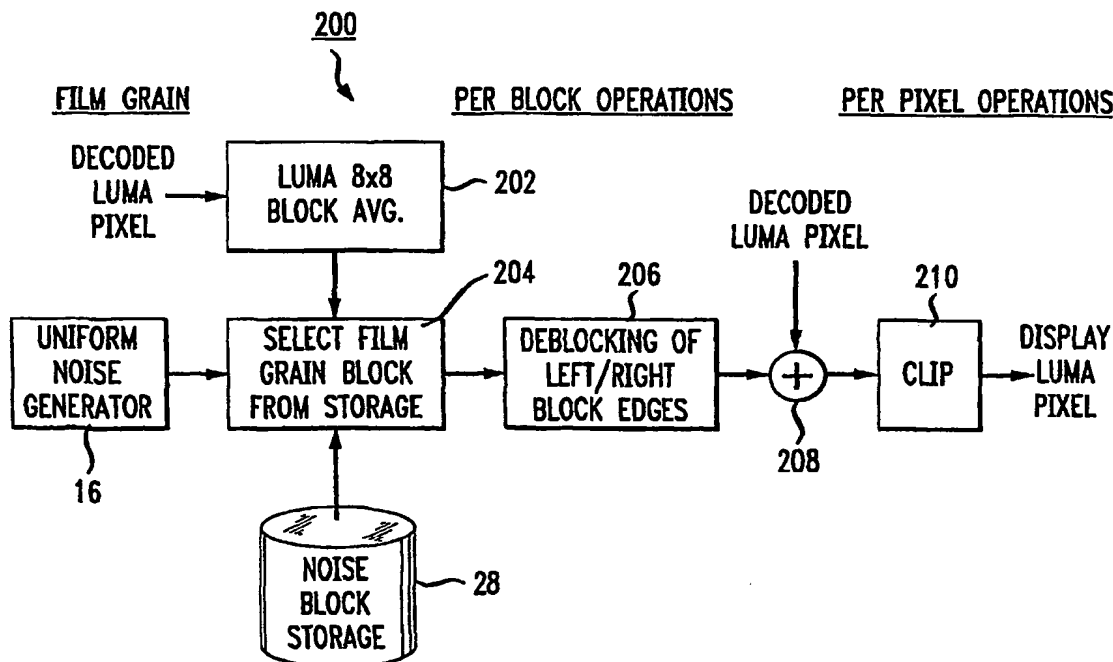 200
FILM GRAIN
PER BLOCK OPERATIONS
PER PIXEL OPERATIONS
DECODED
LUMA
PIXEL
LUMA 8x8
BLOCK AVG.
202
DECODED
LUMA PIXEL
204
206
210
UNIFORM
NOISE
GENERATOR
SELECT FILM
GRAIN BLOCK
FROM STORAGE
DEBLOCKING OF
LEFT/RIGHT
BLOCK EDGES
+
CLIP
DISPLAY
LUMA
PIXEL
16
208
NOISE
BLOCK
STORAGE
28